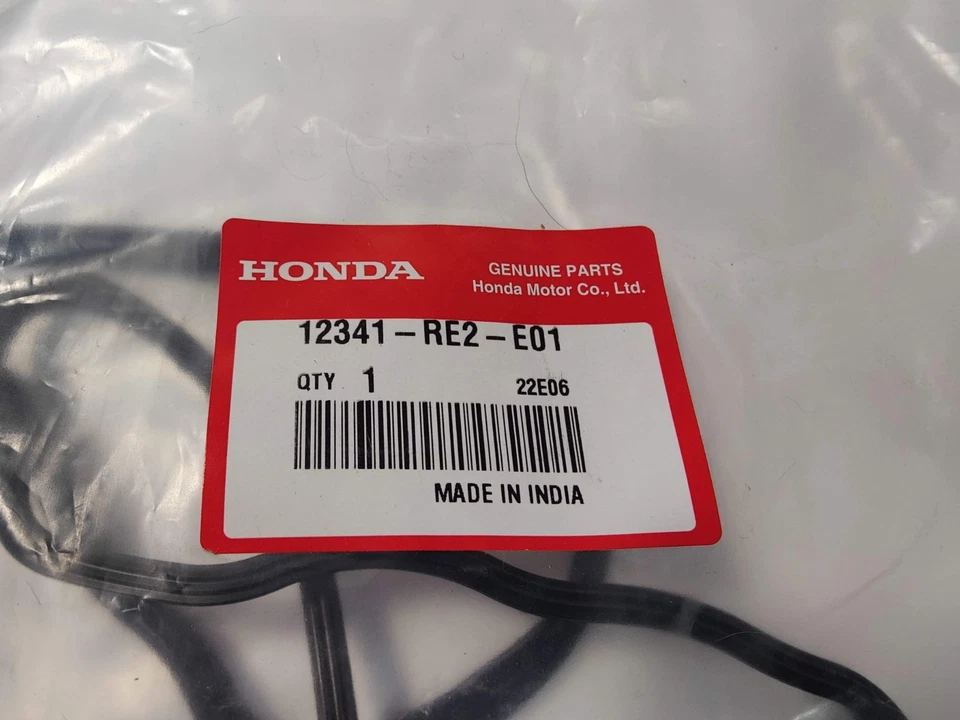 HONDA
GENUINE PARTS
Honda Motor Co., Ltd.
12341-RE2-E01
QTY 1 22E06
MADE IN INDIA